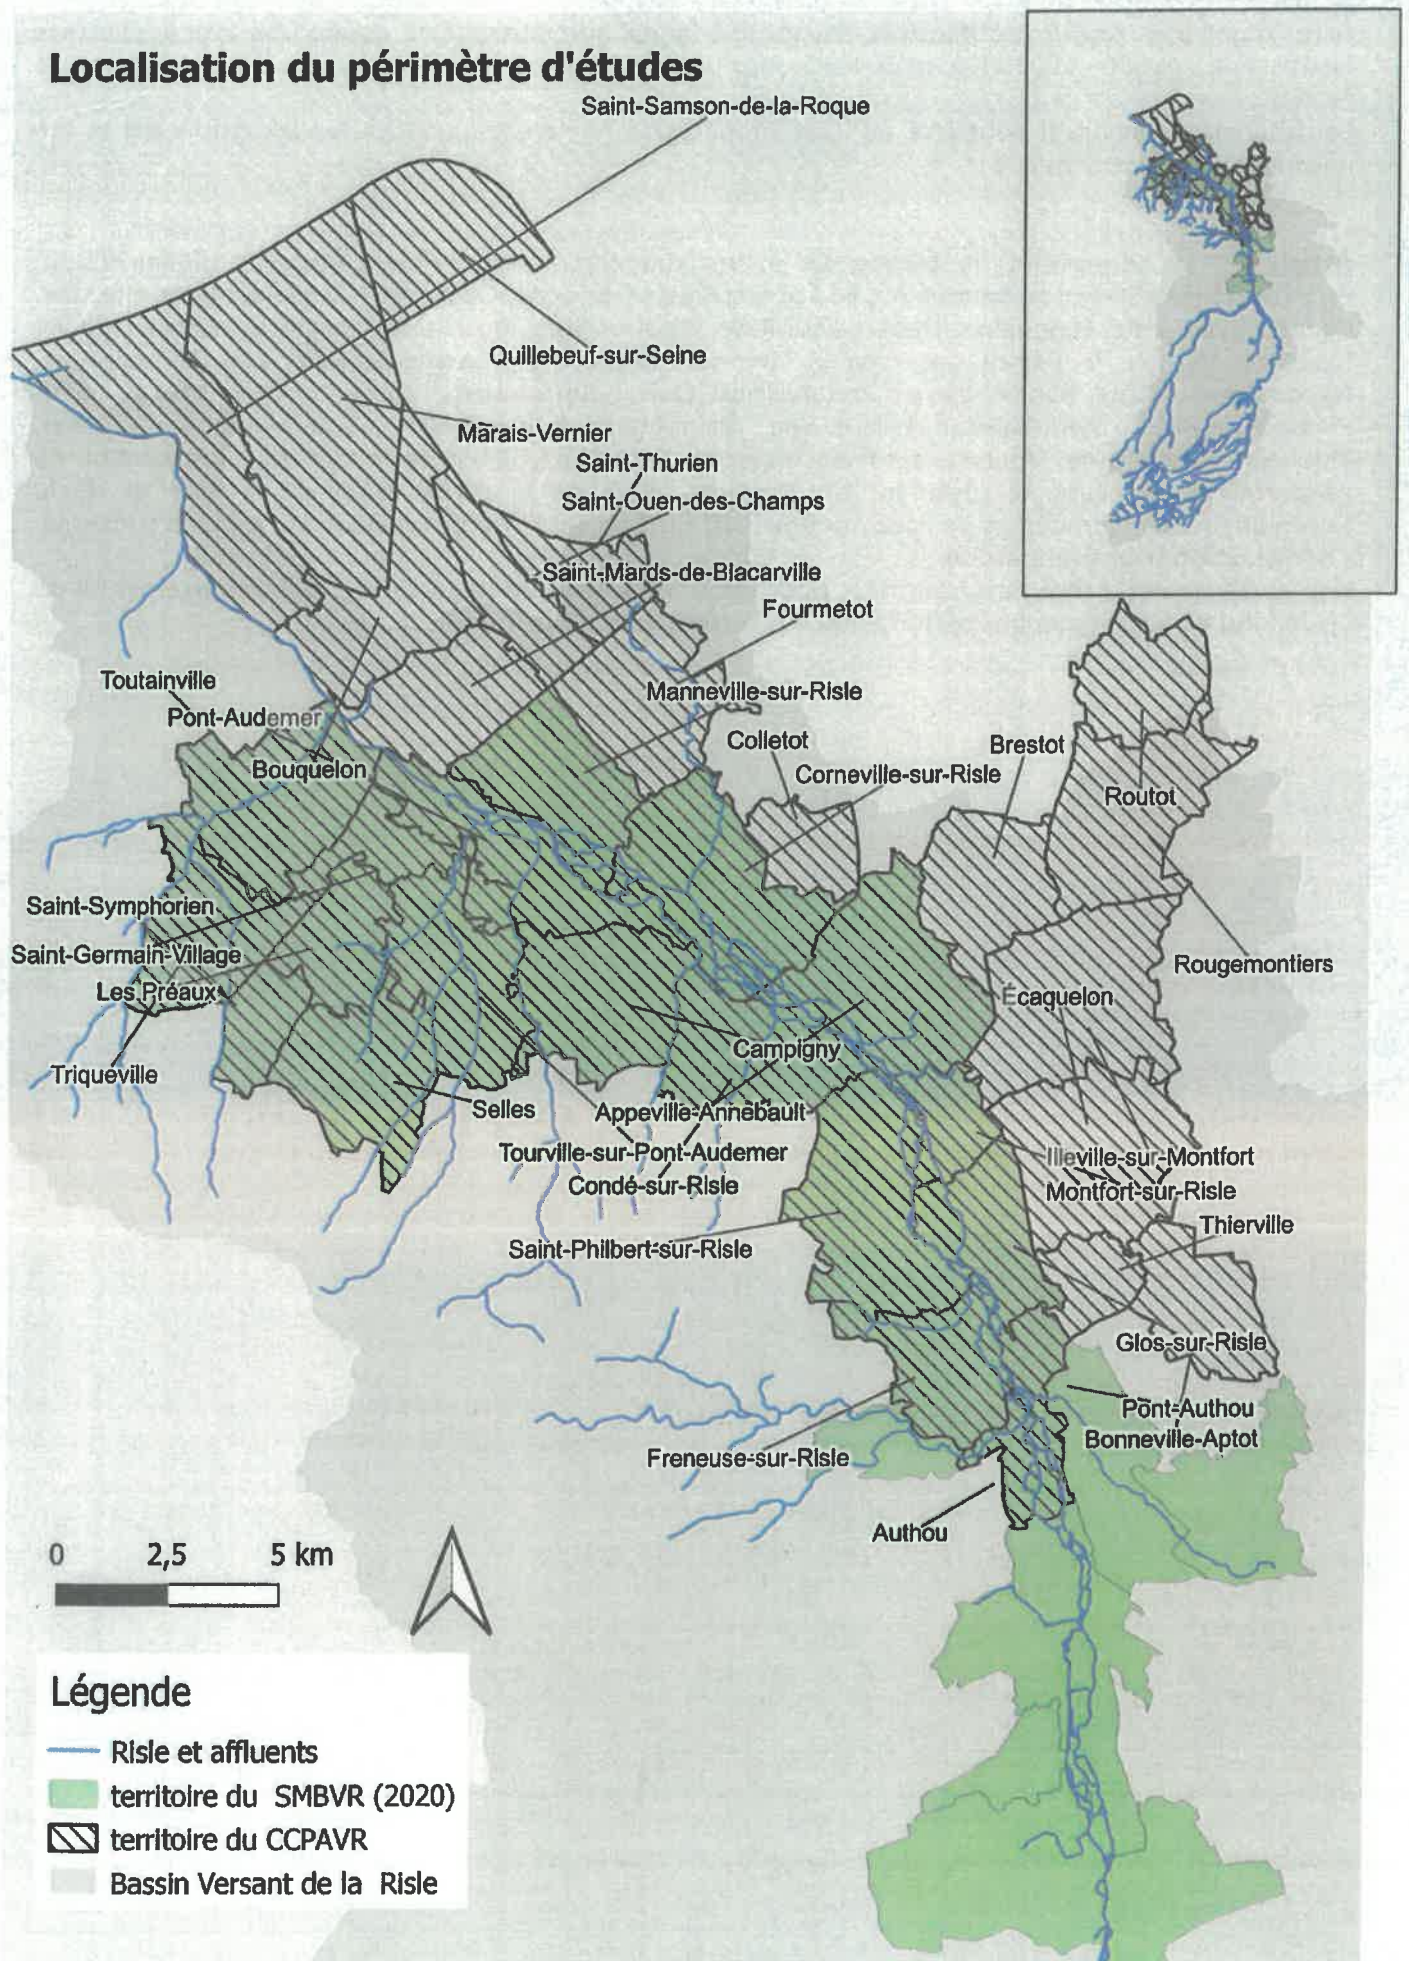 Localisation du périmètre d'études
Saint-Samson-de-la-Roque
Quillebeuf-sur-Seine
Marais-Vernier
Saint-Thurien
Saint-Ouen-des-Champs
Saint-Mards-de-Blacarville
Fourmetot
Toutainville
Manneville-sur-Risle
Pont-Audemer
Colletot
Brestot
Bouquelon
Corneville-sur-Risle
Routot
Saint-Symphorien
Saint-Germain-Village
Rougemontiers
Les Préaux
Écaquelon
Campigny
Triqueville
Selles
Appeville-Annebault
Tourville-sur-Pont-Audemer
Illeville-sur-Montfort
Condé-sur-Risle
Montfort-sur-Risle
Thierville
Saint-Philbert-sur-Risle
Glos-sur-Risle
Pont-Authou
Bonneville-Aptot
Freneuse-sur-Risle
Authou
0 2,5 5 km
Légende
Risle et affluents
territoire du SMBVR (2020)
territoire du CCPAVR
Bassin Versant de la Risle